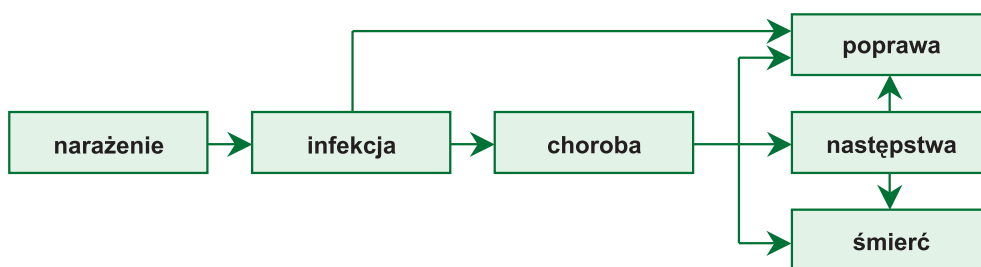 poprawa
narażenie
infekcja
choroba
następstwa
śmierć